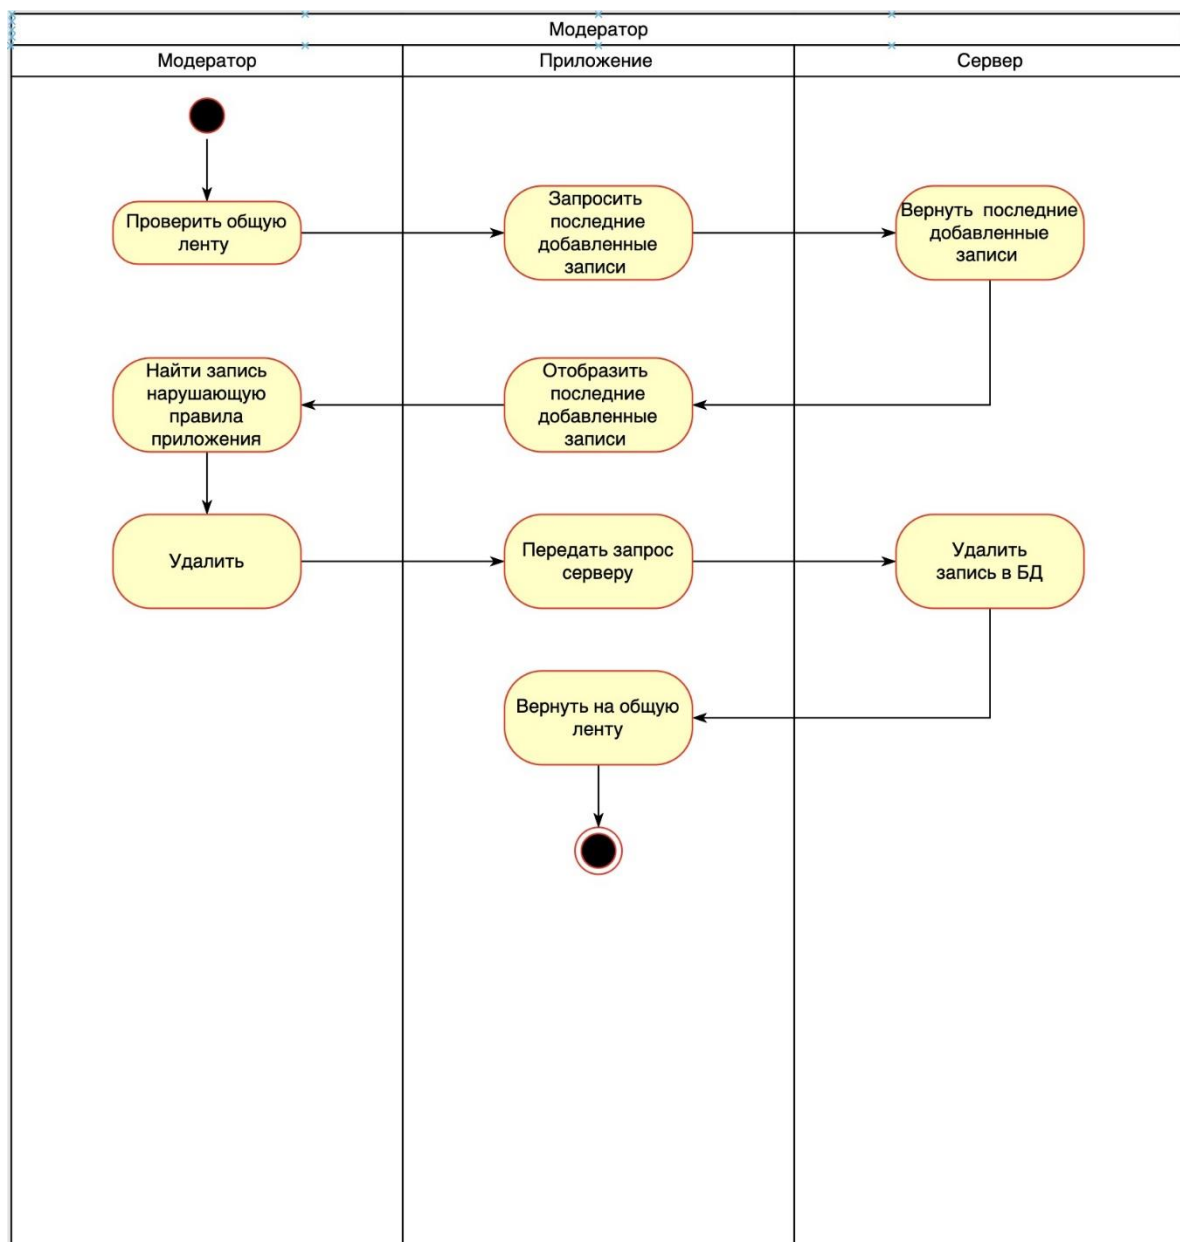 Модератор
Модератор
Приложение
Сервер
Проверить общую
ленту
Запросить
последние
добавленные
записи
Вернуть последние
добавленные
записи
Найти запись
нарушающую
правила
приложения
Отобразить
последние
добавленные
записи
Удалить
Передать запрос
серверу
Удалить
запись в БД
Вернуть на общую
ленту